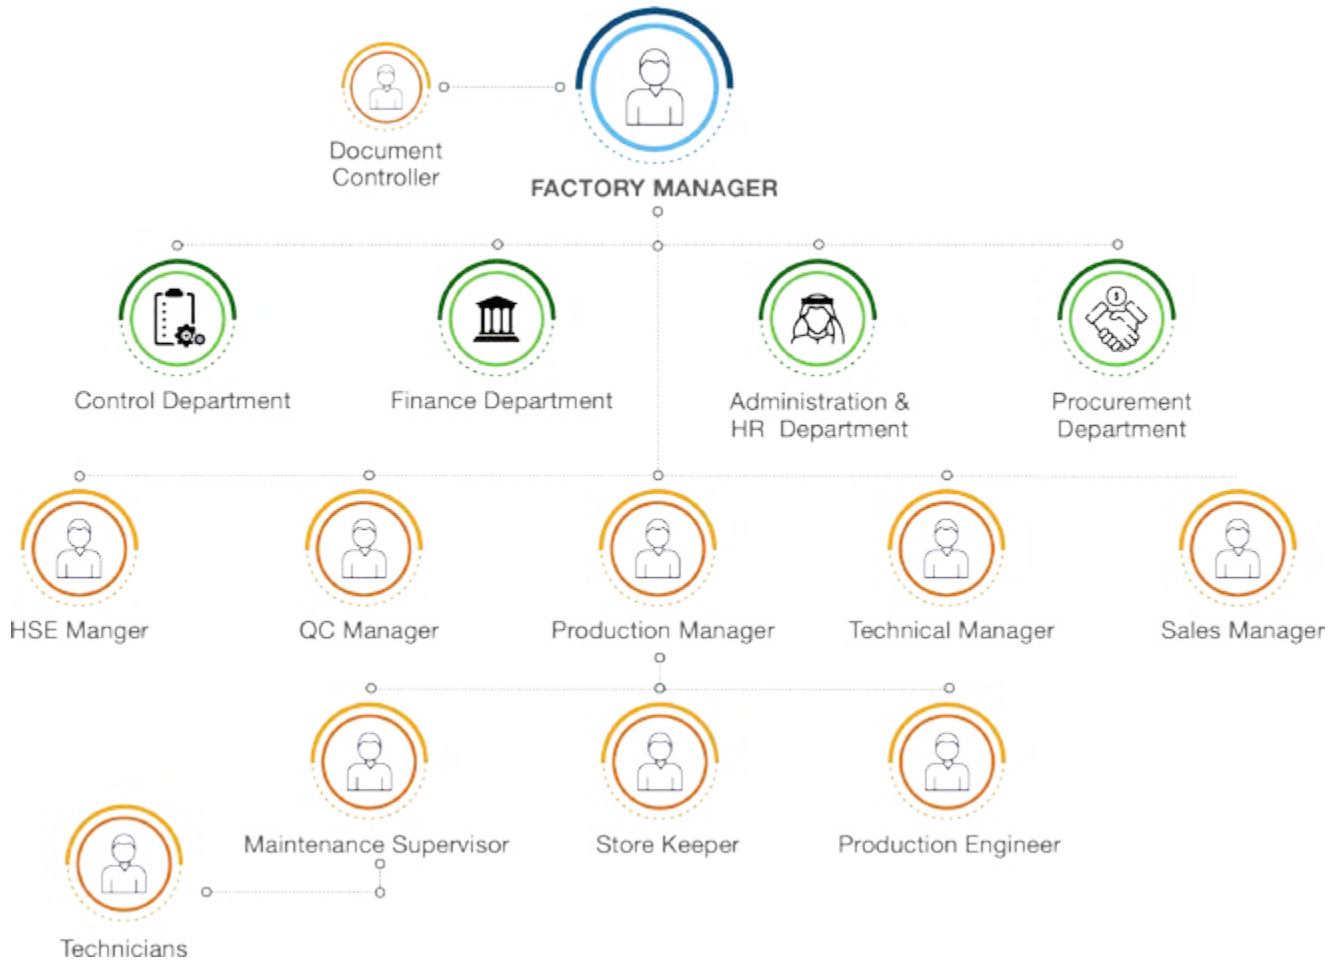 Document
Controller
FACTORY MANAGER
Control Department
Finance Department
Administration &
HR Department
Procurement
Department
HSE Manger
QC Manager
Production Manager
Technical Manager
Sales Manager
Maintenance Supervisor
Store Keeper
Production Engineer
Technicians
$